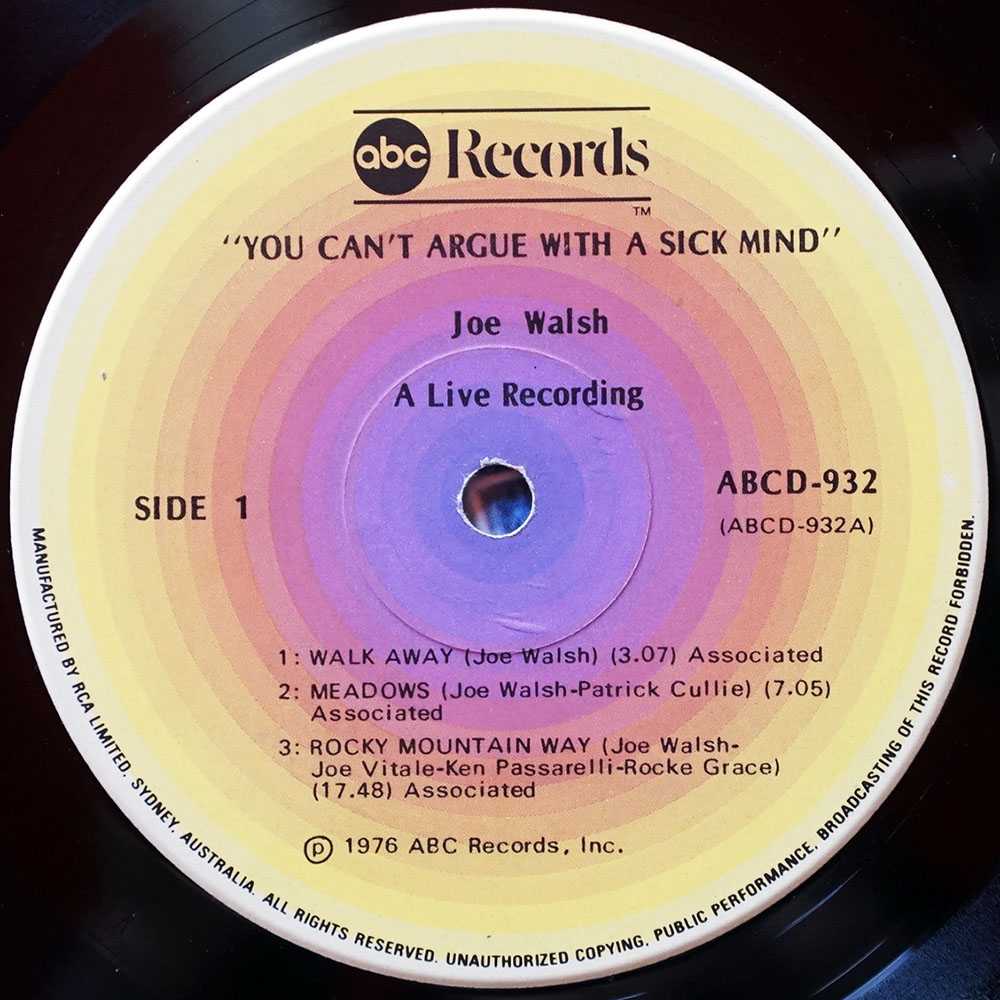 abc Records
TM
"YOU CAN'T ARGUE WITH A SICK MIND"
Joe Walsh
A Live Recording
SIDE 1
ABCD-932
(ABCD-932A)
1: WALK AWAY (Joe Walsh) (3.07) Associated
2: MEADOWS (Joe Walsh-Patrick Cullie) (7.05)
Associated
3: ROCKY MOUNTAIN WAY (Joe Walsh-
Joe Vitale-Ken Passarelli-Rocke Grace)
(17.48) Associated
℗ 1976 ABC Records, Inc.
MANUFACTURED BY RCA LIMITED, SYDNEY, AUSTRALIA. ALL RIGHTS RESERVED. UNAUTHORIZED COPYING, PUBLIC PERFORMANCE, BROADCASTING OF THIS RECORD FORBIDDEN.